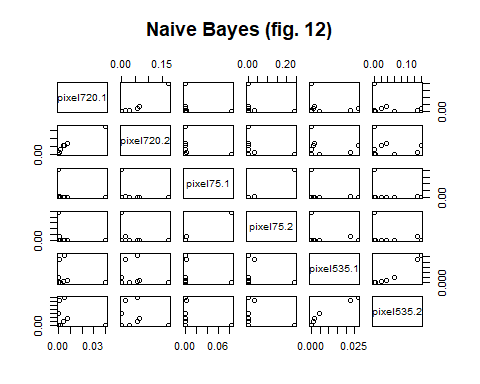 Naive Bayes (fig. 12)
0.00 0.15 0.00 0.20 0.00 0.10
pixel720.1
0.00
0.00
pixel720.2
pixel75.1
0.00
0.00
pixel75.2
pixel535.1
0.000
0.00
pixel535.2
0.00 0.03 0.00 0.06 0.000 0.025